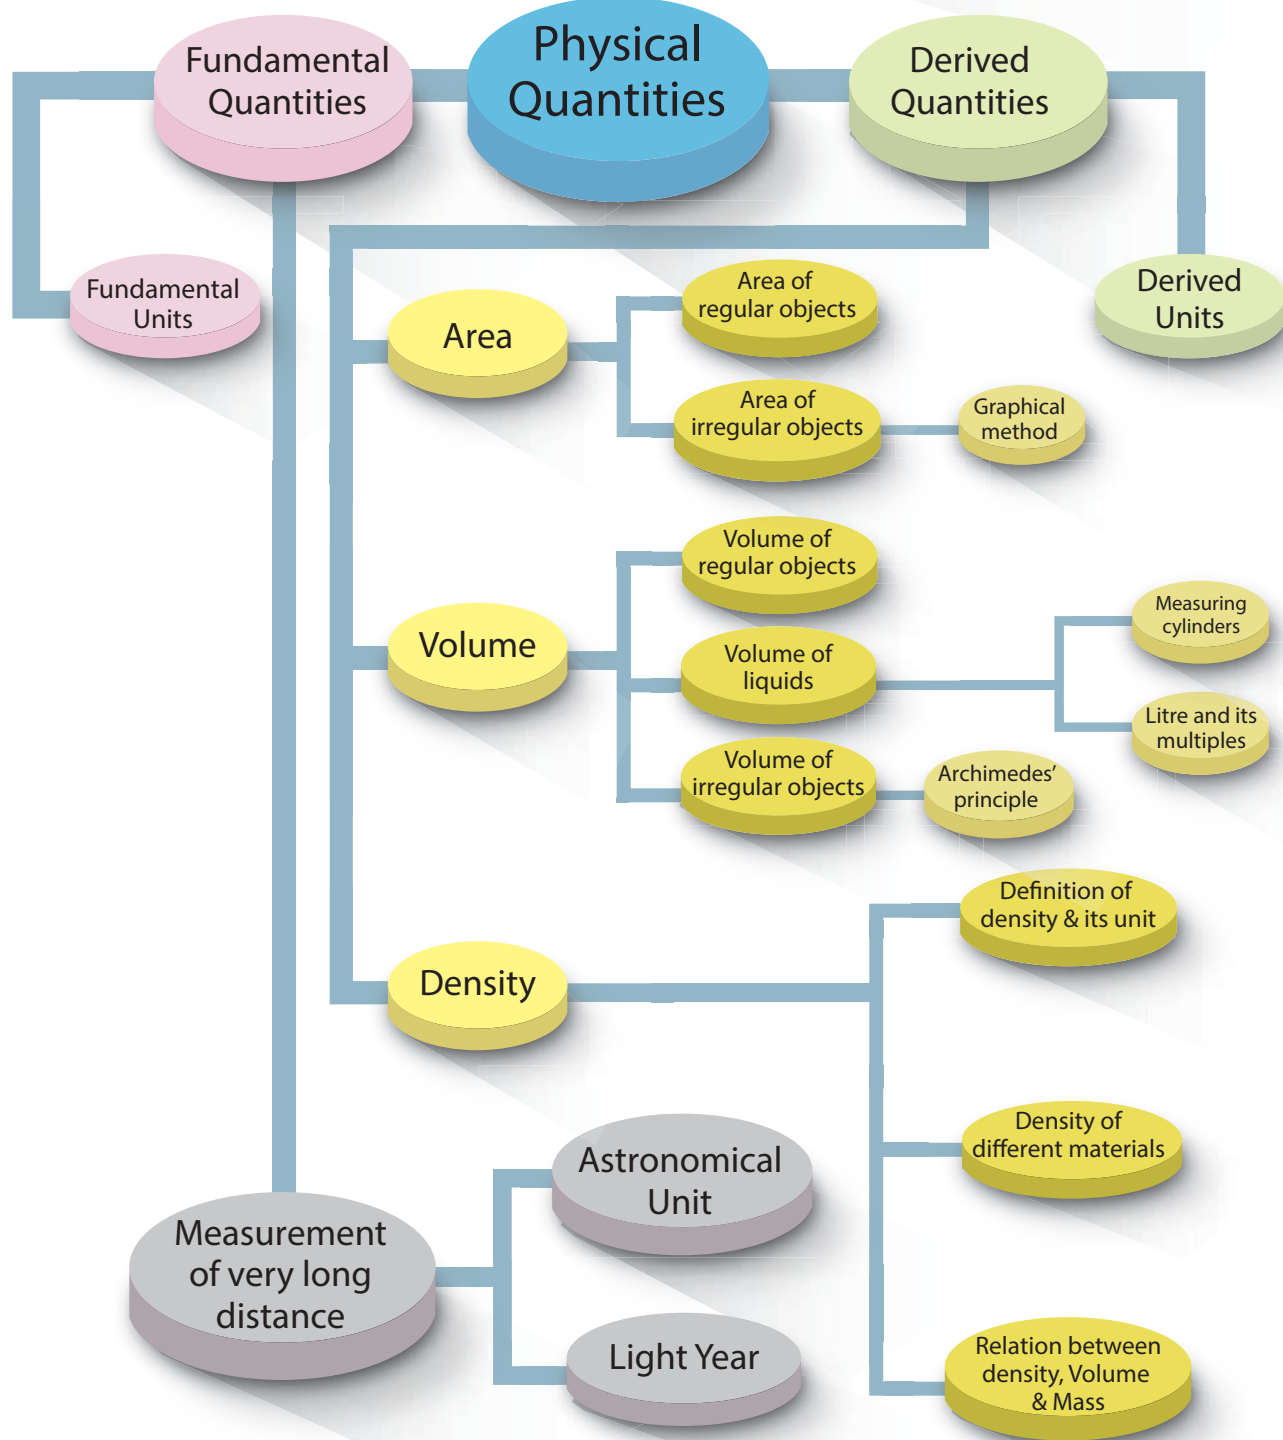 Fundamental
Quantities
Physical
Quantities
Derived
Quantities
Fundamental
Units
Derived
Units
Area
Area of
regular objects
Area of
irregular objects
Graphical
method
Volume
Volume of
regular objects
Volume of
liquids
Measuring
cylinders
Litre and its
multiples
Volume of
irregular objects
Archimedes’
principle
Density
Definition of
density & its unit
Density of
different materials
Relation between
density, Volume
& Mass
Measurement
of very long
distance
Astronomical
Unit
Light Year